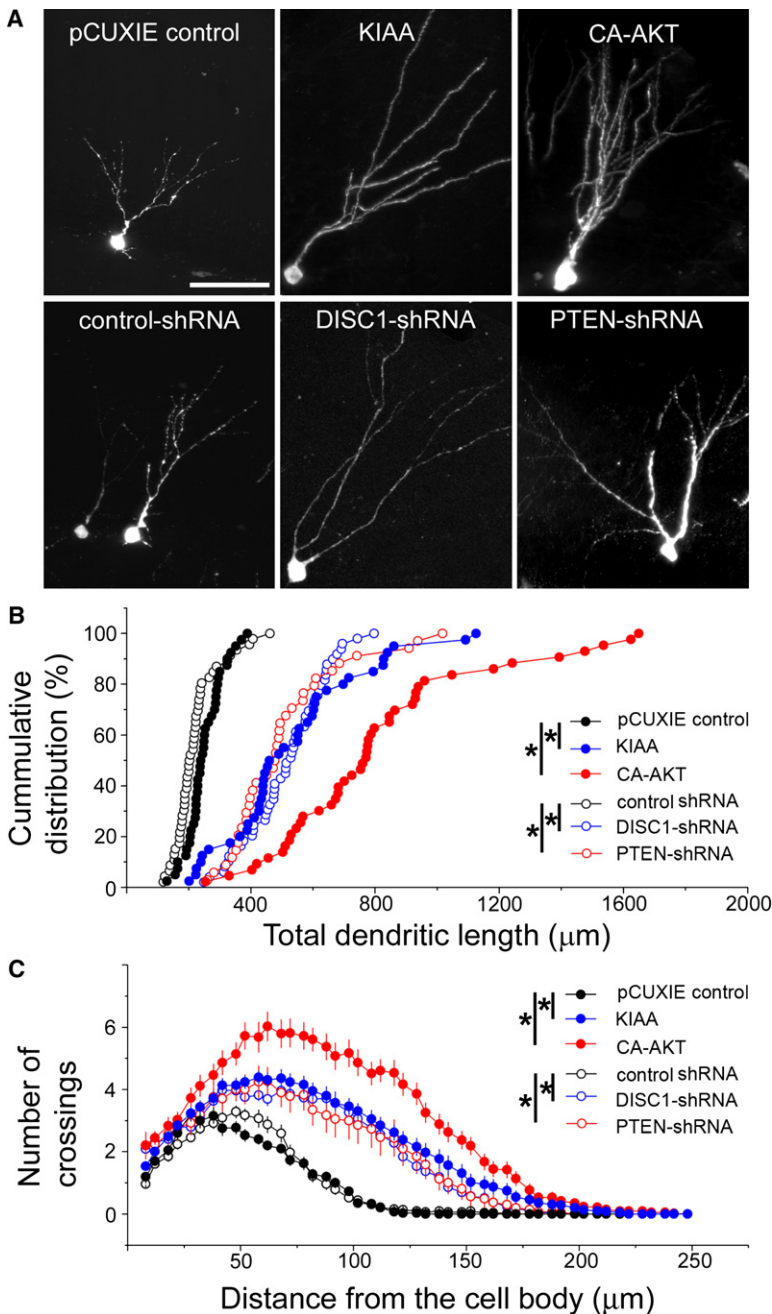 A
pCUXIE control
KIAA
CA-AKT
control-shRNA
DISC1-shRNA
PTEN-shRNA
B
Cummulative
distribution (%)
100
80
60
40
20
0
400
800
1200
1600
2000
Total dendritic length (μm)
* *
pCUXIE control
KIAA
CA-AKT
* *
control shRNA
DISC1-shRNA
PTEN-shRNA
C
Number of
crossings
6
4
2
0
50
100
150
200
250
Distance from the cell body (μm)
* *
pCUXIE control
KIAA
CA-AKT
* *
control shRNA
DISC1-shRNA
PTEN-shRNA